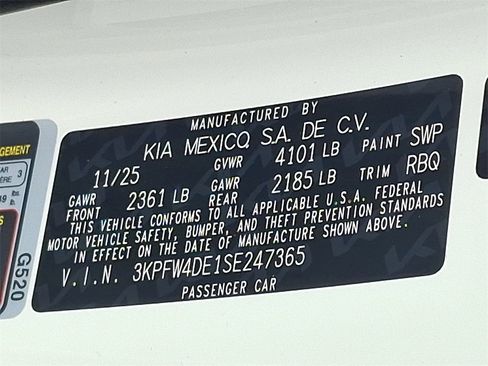 MANUFACTURED BY
KIA MEXICO, S.A. DE C.V.
11/25 GVWR 4101 LB PAINT SWP
GAWR FRONT 2361 LB GAWR REAR 2185 LB TRIM RBQ
THIS VEHICLE CONFORMS TO ALL APPLICABLE U.S.A. FEDERAL
MOTOR VEHICLE SAFETY, BUMPER, AND THEFT PREVENTION STANDARDS
IN EFFECT ON THE DATE OF MANUFACTURE SHOWN ABOVE.
V.I.N. 3KPFW4DE1SE247365
PASSENGER CAR
G520